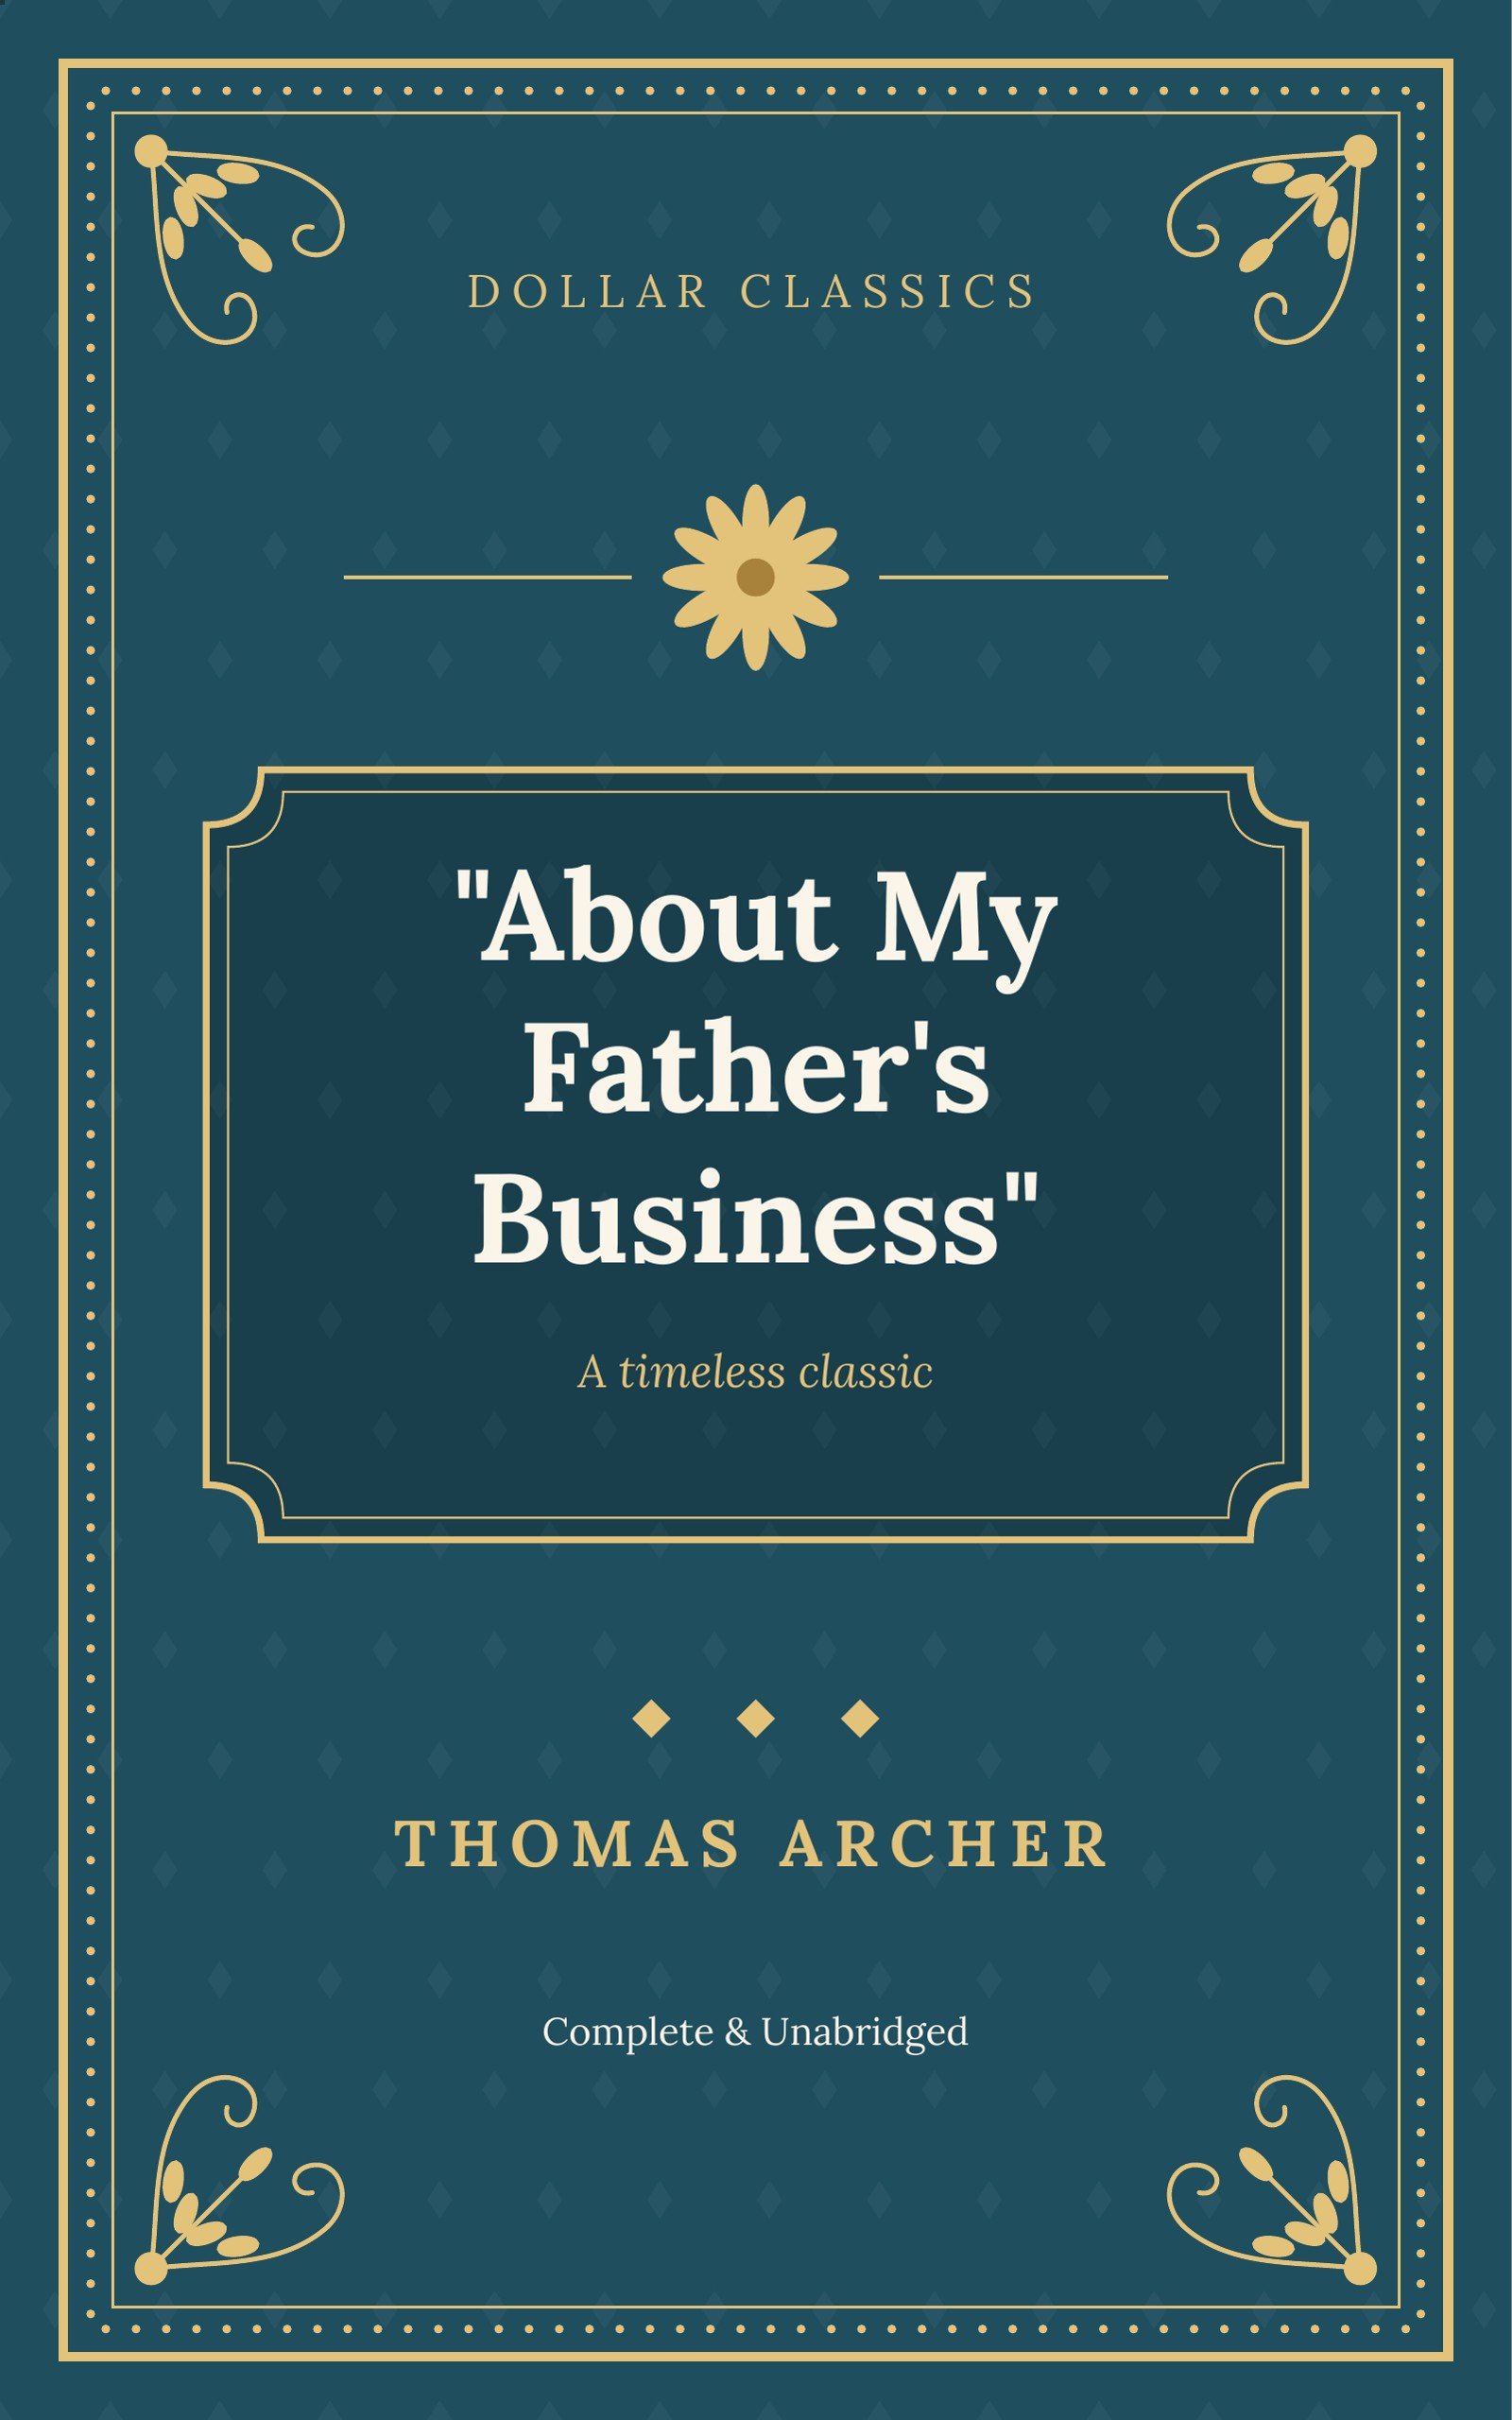 DOLLAR CLASSICS
"About My
Father's
Business"
A timeless classic
THOMAS ARCHER
Complete & Unabridged